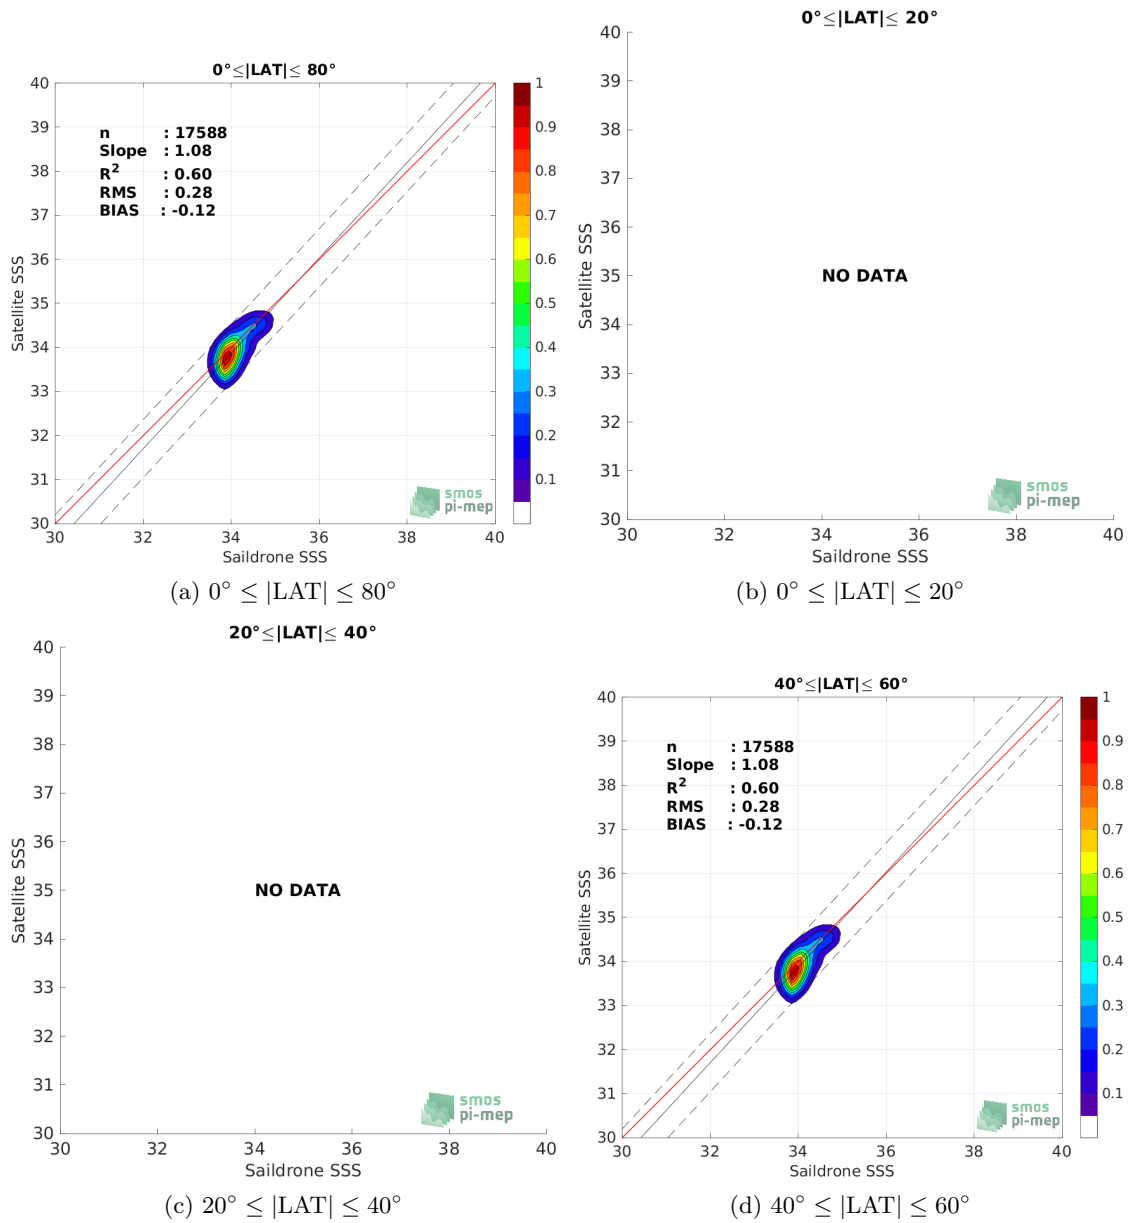 0°≤|LAT|≤ 80°
40
39
38
37
36
35
34
33
32
31
30
n : 17588
Slope : 1.08
R² : 0.60
RMS : 0.28
BIAS : -0.12
Satellite SSS
smos
pi-mep
30 32 34 36 38 40
Saildrone SSS
1
0.9
0.8
0.7
0.6
0.5
0.4
0.3
0.2
0.1
(a) 0° ≤ |LAT| ≤ 80°
0°≤|LAT|≤ 20°
40
39
38
37
36
35
34
33
32
31
30
Satellite SSS
NO DATA
smos
pi-mep
30 32 34 36 38 40
Saildrone SSS
(b) 0° ≤ |LAT| ≤ 20°
20°≤|LAT|≤ 40°
40
39
38
37
36
35
34
33
32
31
30
Satellite SSS
NO DATA
smos
pi-mep
30 32 34 36 38 40
Saildrone SSS
(c) 20° ≤ |LAT| ≤ 40°
40°≤|LAT|≤ 60°
40
39
38
37
36
35
34
33
32
31
30
n : 17588
Slope : 1.08
R² : 0.60
RMS : 0.28
BIAS : -0.12
Satellite SSS
smos
pi-mep
30 32 34 36 38 40
Saildrone SSS
1
0.9
0.8
0.7
0.6
0.5
0.4
0.3
0.2
0.1
(d) 40° ≤ |LAT| ≤ 60°